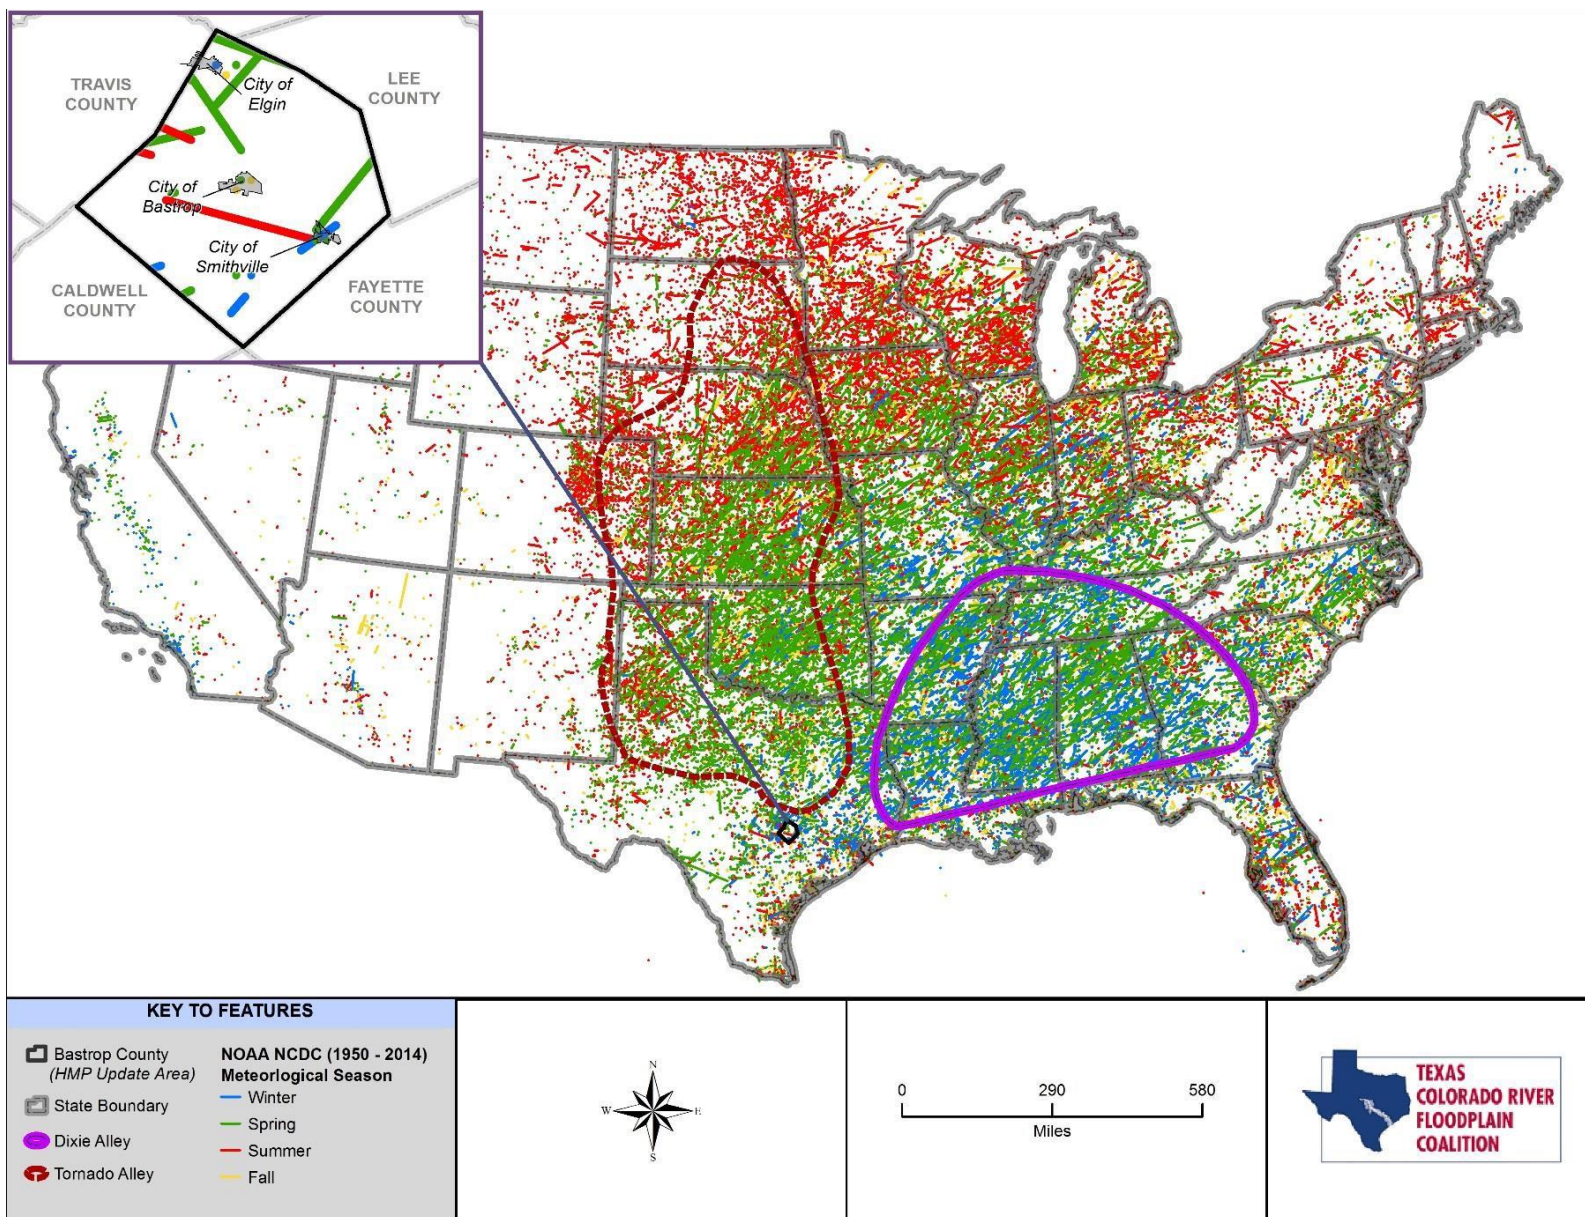 TRAVIS
COUNTY
LEE
COUNTY
City of
Elgin
City of
Bastrop
City of
Smithville
CALDWELL
COUNTY
FAYETTE
COUNTY
KEY TO FEATURES
Bastrop County
(HMP Update Area)
State Boundary
Dixie Alley
Tornado Alley
NOAA NCDC (1950 - 2014)
Meteorlogical Season
Winter
Spring
Summer
Fall
N
W E
S
0 290 580
Miles
TEXAS
COLORADO RIVER
FLOODPLAIN
COALITION